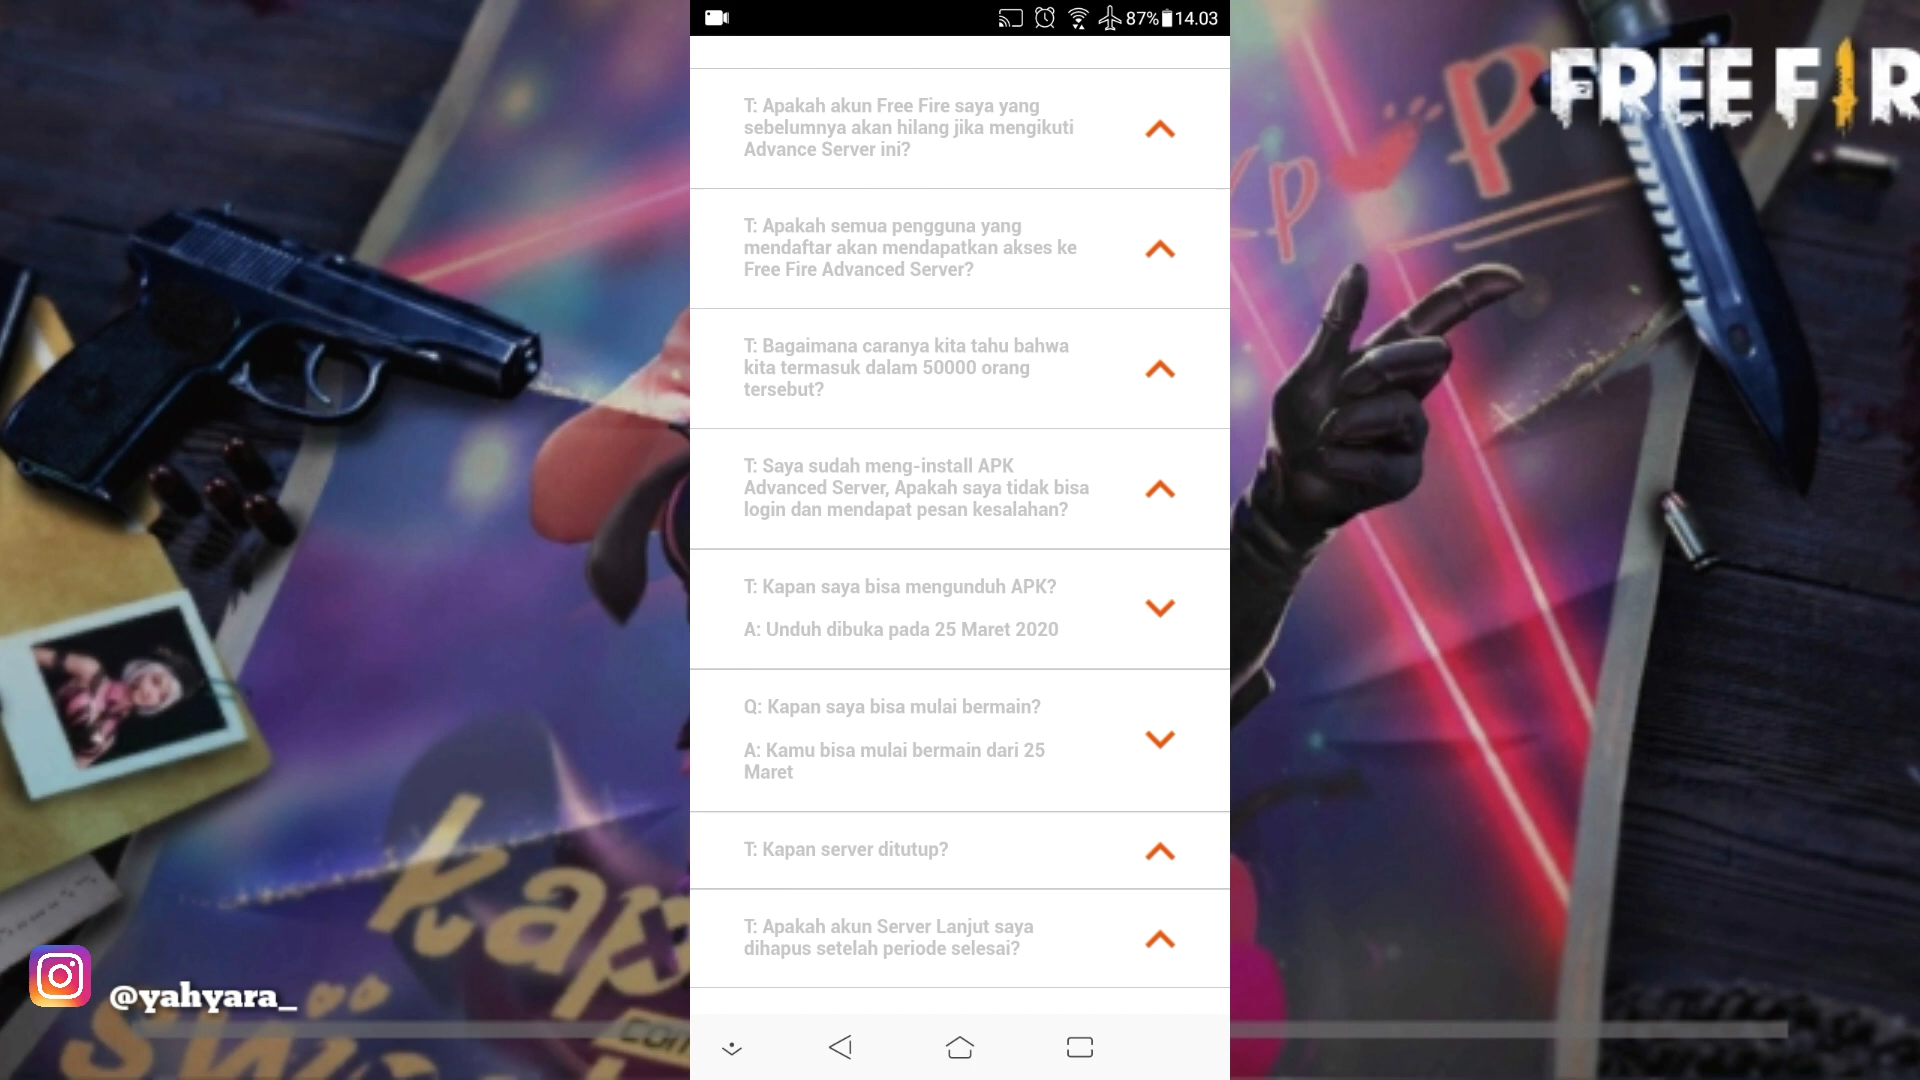 87% 14.03
FREE FIR
T: Apakah akun Free Fire saya yang
sebelumnya akan hilang jika mengikuti
Advance Server ini?
T: Apakah semua pengguna yang
mendaftar akan mendapatkan akses ke
Free Fire Advanced Server?
T: Bagaimana caranya kita tahu bahwa
kita termasuk dalam 50000 orang
tersebut?
T: Saya sudah meng-install APK
Advanced Server, Apakah saya tidak bisa
login dan mendapat pesan kesalahan?
T: Kapan saya bisa mengunduh APK?
A: Unduh dibuka pada 25 Maret 2020
Q: Kapan saya bisa mulai bermain?
A: Kamu bisa mulai bermain dari 25
Maret
T: Kapan server ditutup?
T: Apakah akun Server Lanjut saya
dihapus setelah periode selesai?
@yahyara_